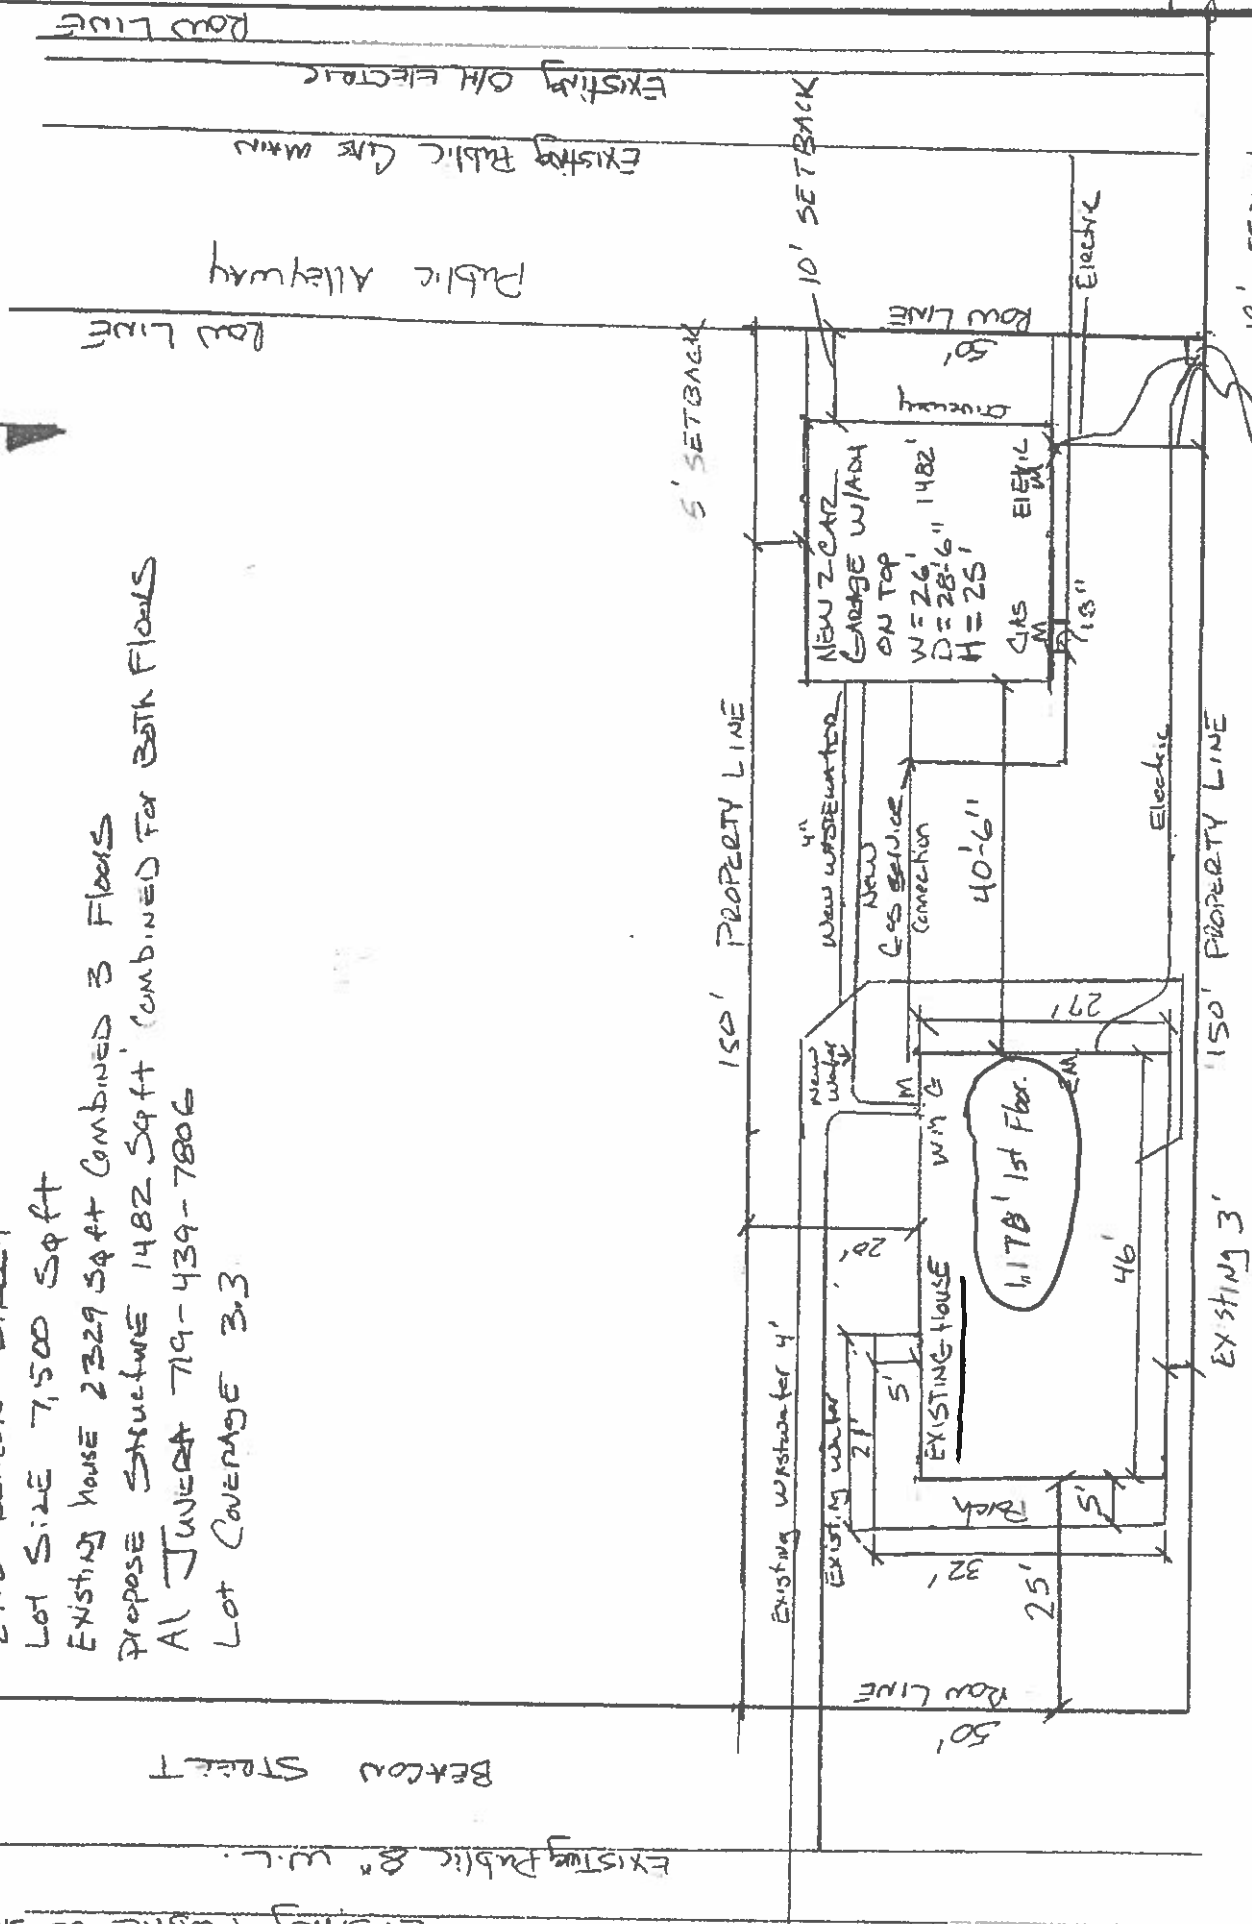 Lot Size 7,500 Sqft
Existing house 2329 Sqft Combined 3 Floors
Propose Structure 1482 Sqft Combined For Both Floors
Al Juvera 719-439-7806
Lot Coverage 3.3
ROW LINE
Existing O/H Electric
Existing Public Gas Main
Public Alleyway
ROW LINE
10' SETBACK
5' SETBACK
ROW LINE
50'
Driveway
Electric
NEW 2 CAR
GARAGE W/ADU
ON TOP
W=26'
D=28'6" 1482'
H=25'
GAS
M
ELEC
M
18"
150' PROPERTY LINE
4"
New Wastewater
New
Gas Service
Connection
40'-6"
Electric
150' PROPERTY LINE
27'
New
Water
M
WM G
EM
1,178' 1st Floor.
EXISTING HOUSE
46'
20'
5'
21'
Existing Wastwater 4'
Existing Water
Porch
5'
32'
25'
EXISTING 3'
ROW LINE
50'
BEACON STREET
Existing Public 8" W.L.